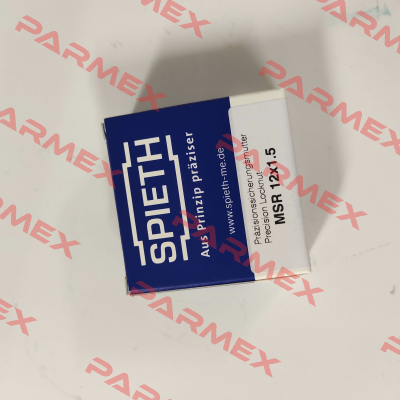 SPIETH
Aus Prinzip präziser
www.spieth-me.de
Präzisionssicherungsmutter
Precision Locknut
MSR 12x1.5
PARMEX
PARMEX
PARMEX
PARMEX
PARMEX
PARMEX